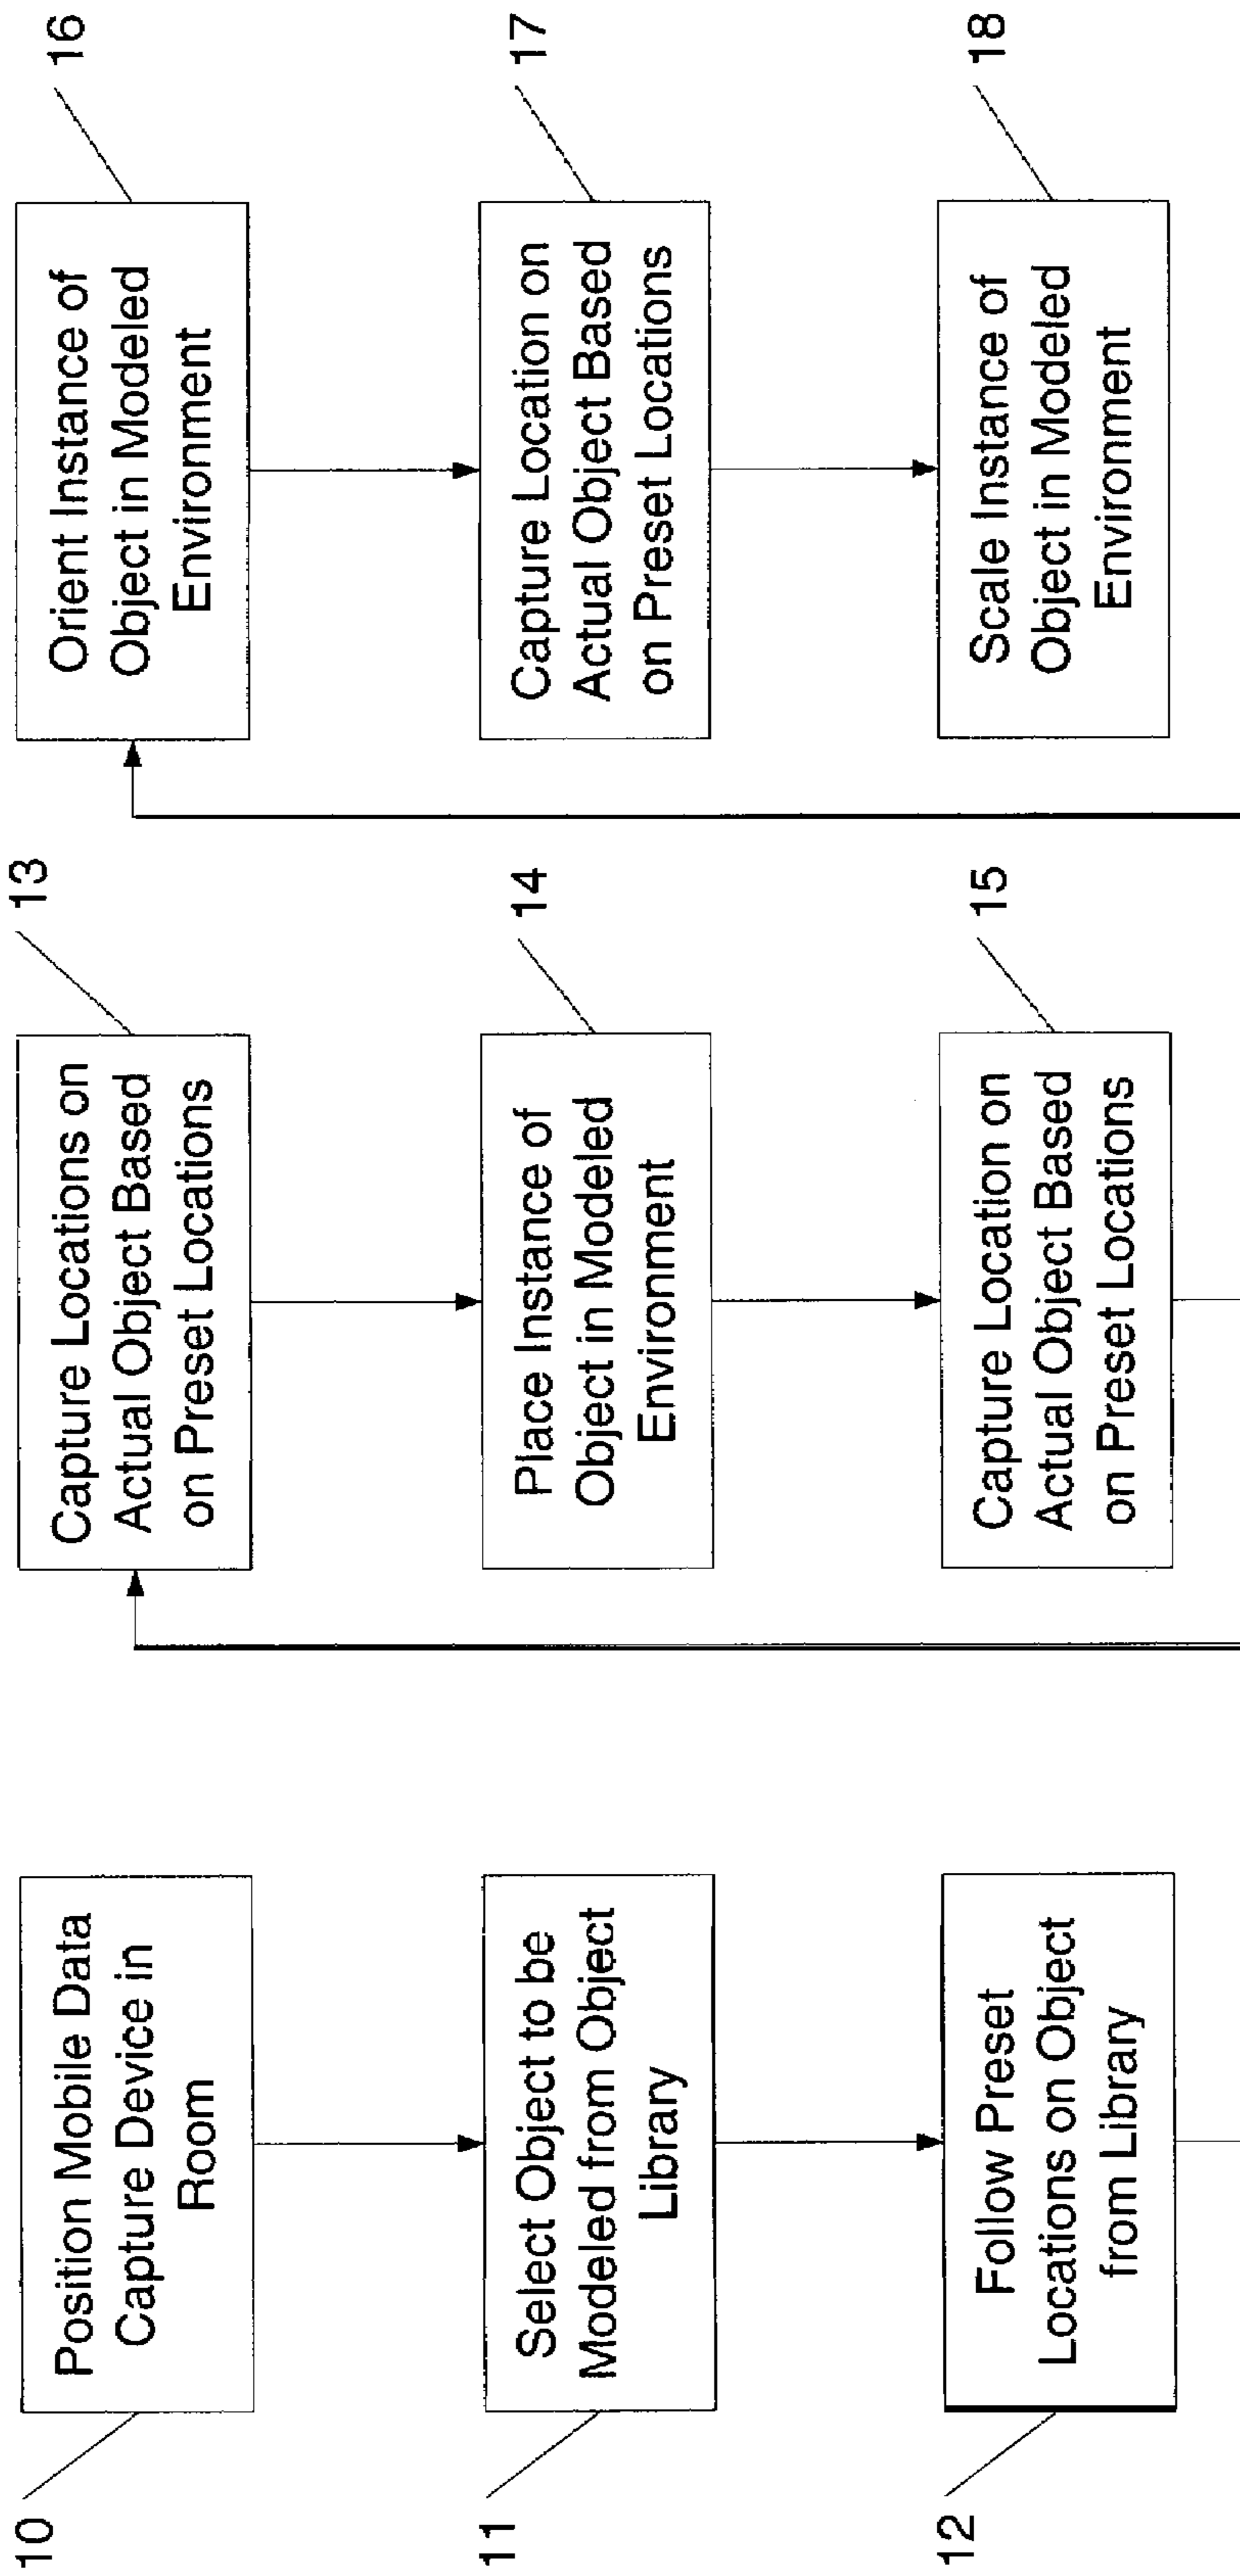 10
Position Mobile Data
Capture Device in
Room
11
Select Object to be
Modeled from Object
Library
12
Follow Preset
Locations on Object
from Library
13
Capture Locations on
Actual Object Based
on Preset Locations
14
Place Instance of
Object in Modeled
Environment
15
Capture Location on
Actual Object Based
on Preset Locations
16
Orient Instance of
Object in Modeled
Environment
17
Capture Location on
Actual Object Based
on Preset Locations
18
Scale Instance of
Object in Modeled
Environment